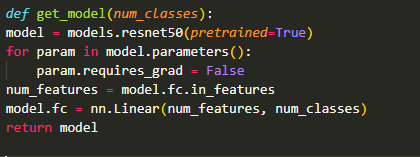 def get_model(num_classes):
model = models.resnet50(pretrained=True)
for param in model.parameters():
    param.requires_grad = False
num_features = model.fc.in_features
model.fc = nn.Linear(num_features, num_classes)
return model